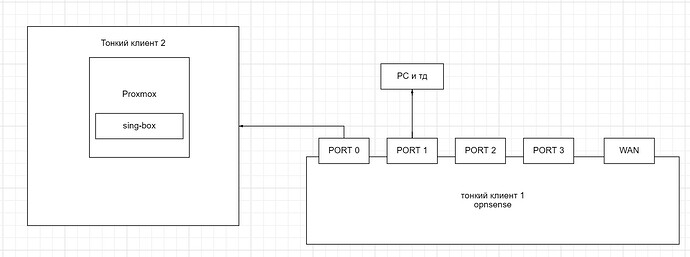 Тонкий клиент 2
Proxmox
sing-box
PC и тд
PORT 0
PORT 1
PORT 2
PORT 3
WAN
тонкий клиент 1
opnsense